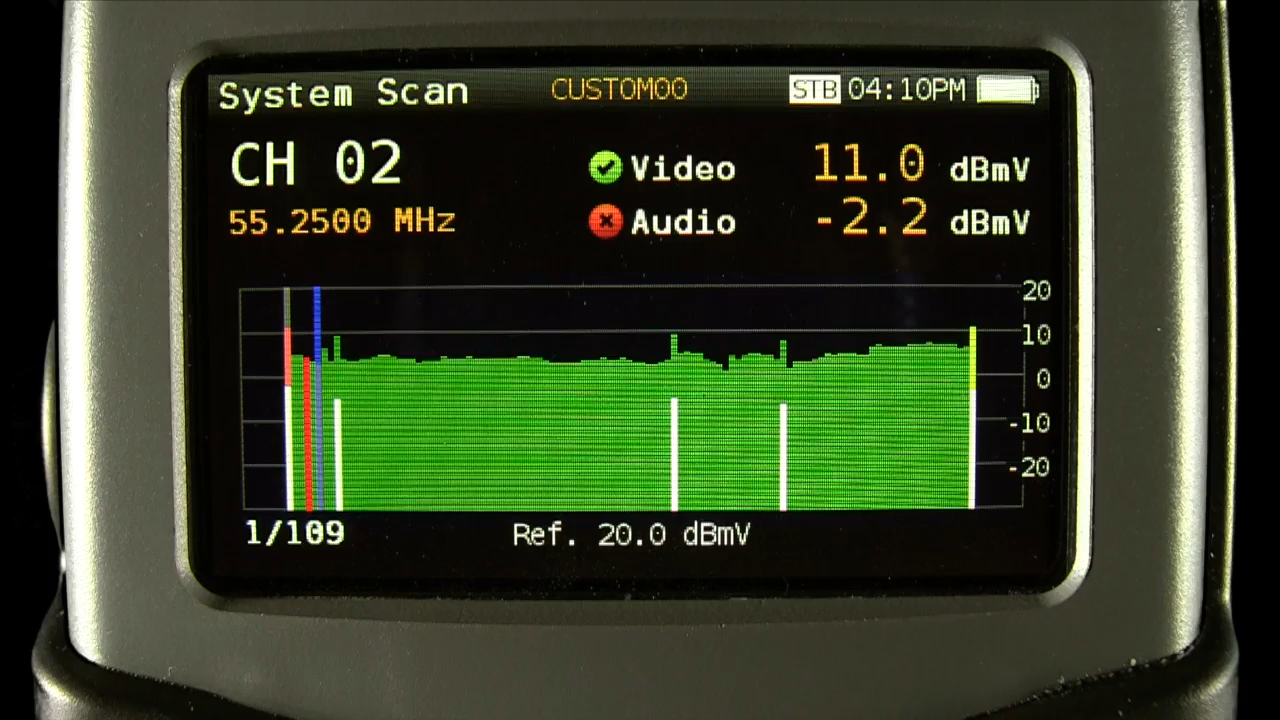 System Scan CUSTOM00 STB 04:10PM
CH 02 Video 11.0 dBmV
55.2500 MHz Audio -2.2 dBmV
20
10
0
-10
-20
1/109 Ref. 20.0 dBmV